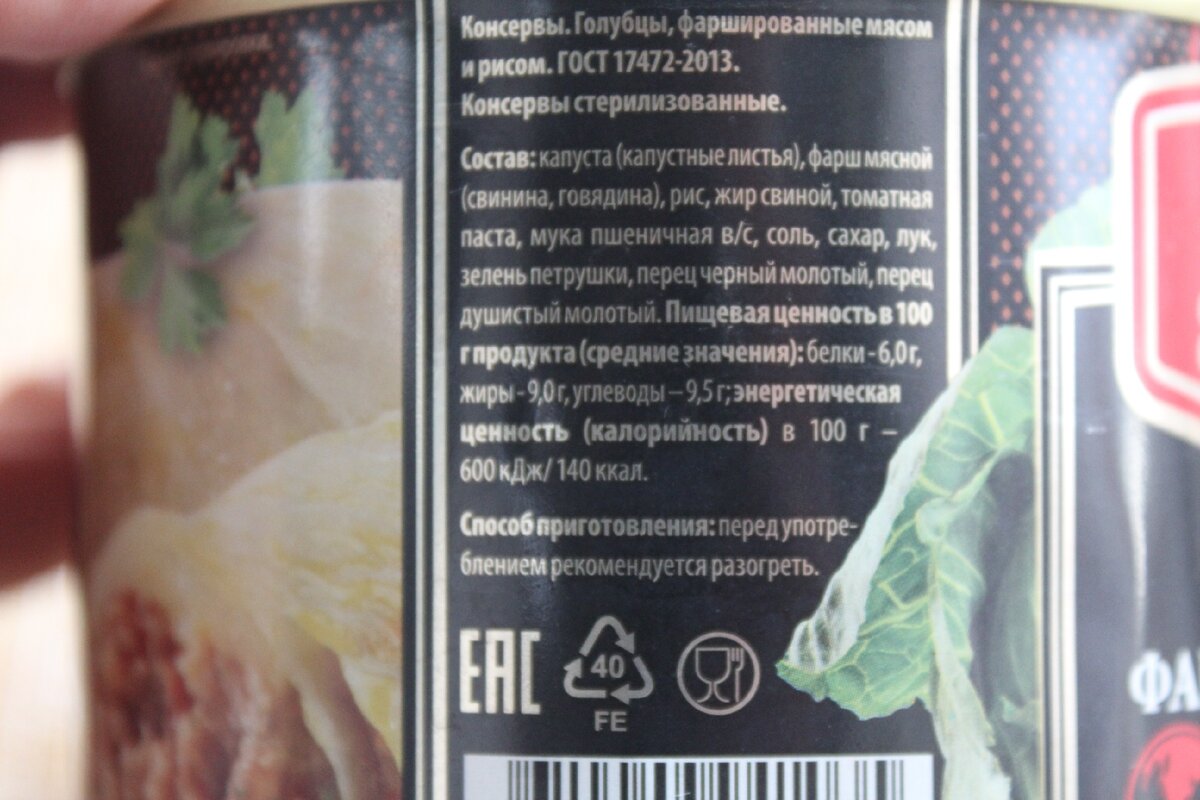 Консервы. Голубцы, фаршированные мясом
и рисом. ГОСТ 17472-2013.
Консервы стерилизованные.
Состав: капуста (капустные листья), фарш мясной
(свинина, говядина), рис, жир свиной, томатная
паста, мука пшеничная в/с, соль, сахар, лук,
зелень петрушки, перец черный молотый, перец
душистый молотый. Пищевая ценность в 100
г продукта (средние значения): белки - 6,0 г,
жиры - 9,0 г, углеводы – 9,5 г; энергетическая
ценность (калорийность) в 100 г –
600 кДж/ 140 ккал.
Способ приготовления: перед употре-
блением рекомендуется разогреть.
EAC
40
FE
ФА